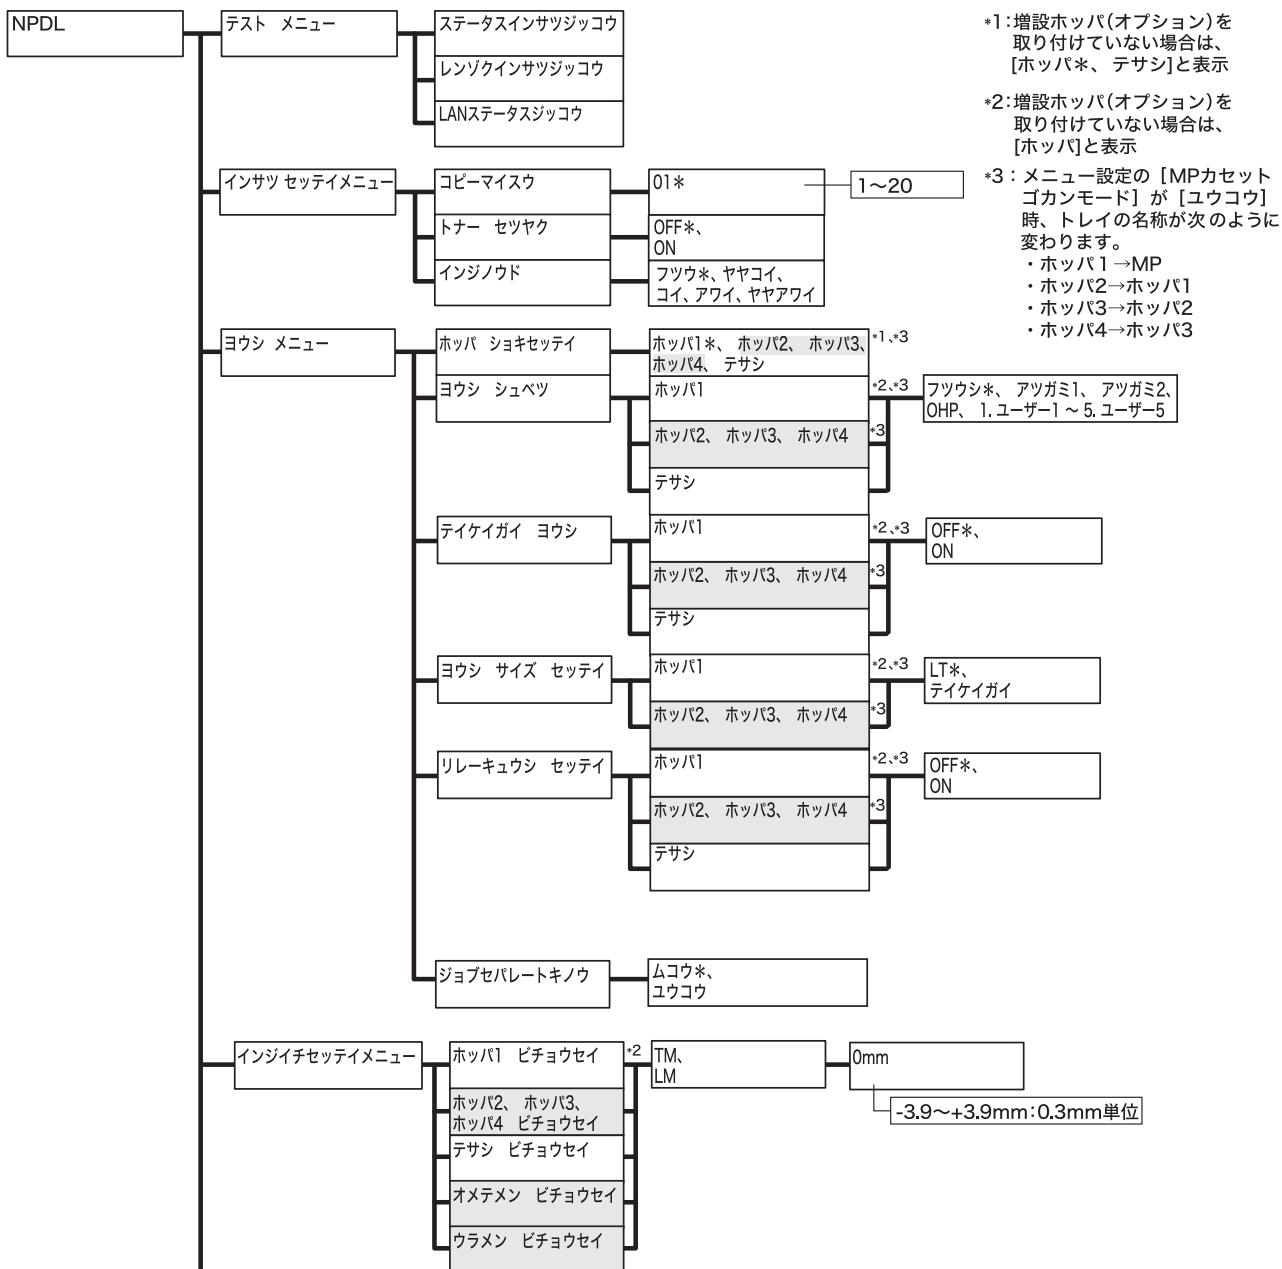 NPDL
テスト メニュー
ステータスインサツジッコウ
レンゾクインサツジッコウ
LANステータスジッコウ
インサツ セッテイメニュー
コピーマイスウ
01＊
1～20
トナー セツヤク
OFF＊、
ON
インジノウド
フツウ＊、ヤヤコイ、
コイ、アワイ、ヤヤアワイ
ヨウシ メニュー
ホッパ ショキセッテイ
ホッパ1＊、 ホッパ2、 ホッパ3、
ホッパ4、 テサシ
*1、*3
ヨウシ シュベツ
ホッパ1
*2、*3
フツウシ＊、 アツガミ1、 アツガミ2、
OHP、 1. ユーザー1 ～ 5. ユーザー5
ホッパ2、 ホッパ3、 ホッパ4
*3
テサシ
テイケイガイ ヨウシ
ホッパ1
*2、*3
OFF＊、
ON
ホッパ2、 ホッパ3、 ホッパ4
*3
テサシ
ヨウシ サイズ セッテイ
ホッパ1
*2、*3
LT＊、
テイケイガイ
ホッパ2、 ホッパ3、 ホッパ4
*3
リレーキュウシ セッテイ
ホッパ1
*2、*3
OFF＊、
ON
ホッパ2、 ホッパ3、 ホッパ4
*3
テサシ
ジョブセパレートキノウ
ムコウ＊、
ユウコウ
インジイチセッテイメニュー
ホッパ1 ビチョウセイ
*2
TM、
LM
0mm
-3.9～+3.9mm：0.3mm単位
ホッパ2、 ホッパ3、
ホッパ4 ビチョウセイ
テサシ ビチョウセイ
オメテメン ビチョウセイ
ウラメン ビチョウセイ
*1：増設ホッパ（オプション）を
取り付けていない場合は、
[ホッパ＊、テサシ]と表示
*2：増設ホッパ（オプション）を
取り付けていない場合は、
[ホッパ]と表示
*3：メニュー設定の［MPカセット
ゴカンモード］が［ユウコウ］
時、トレイの名称が次のように
変わります。
・ホッパ1→MP
・ホッパ2→ホッパ1
・ホッパ3→ホッパ2
・ホッパ4→ホッパ3